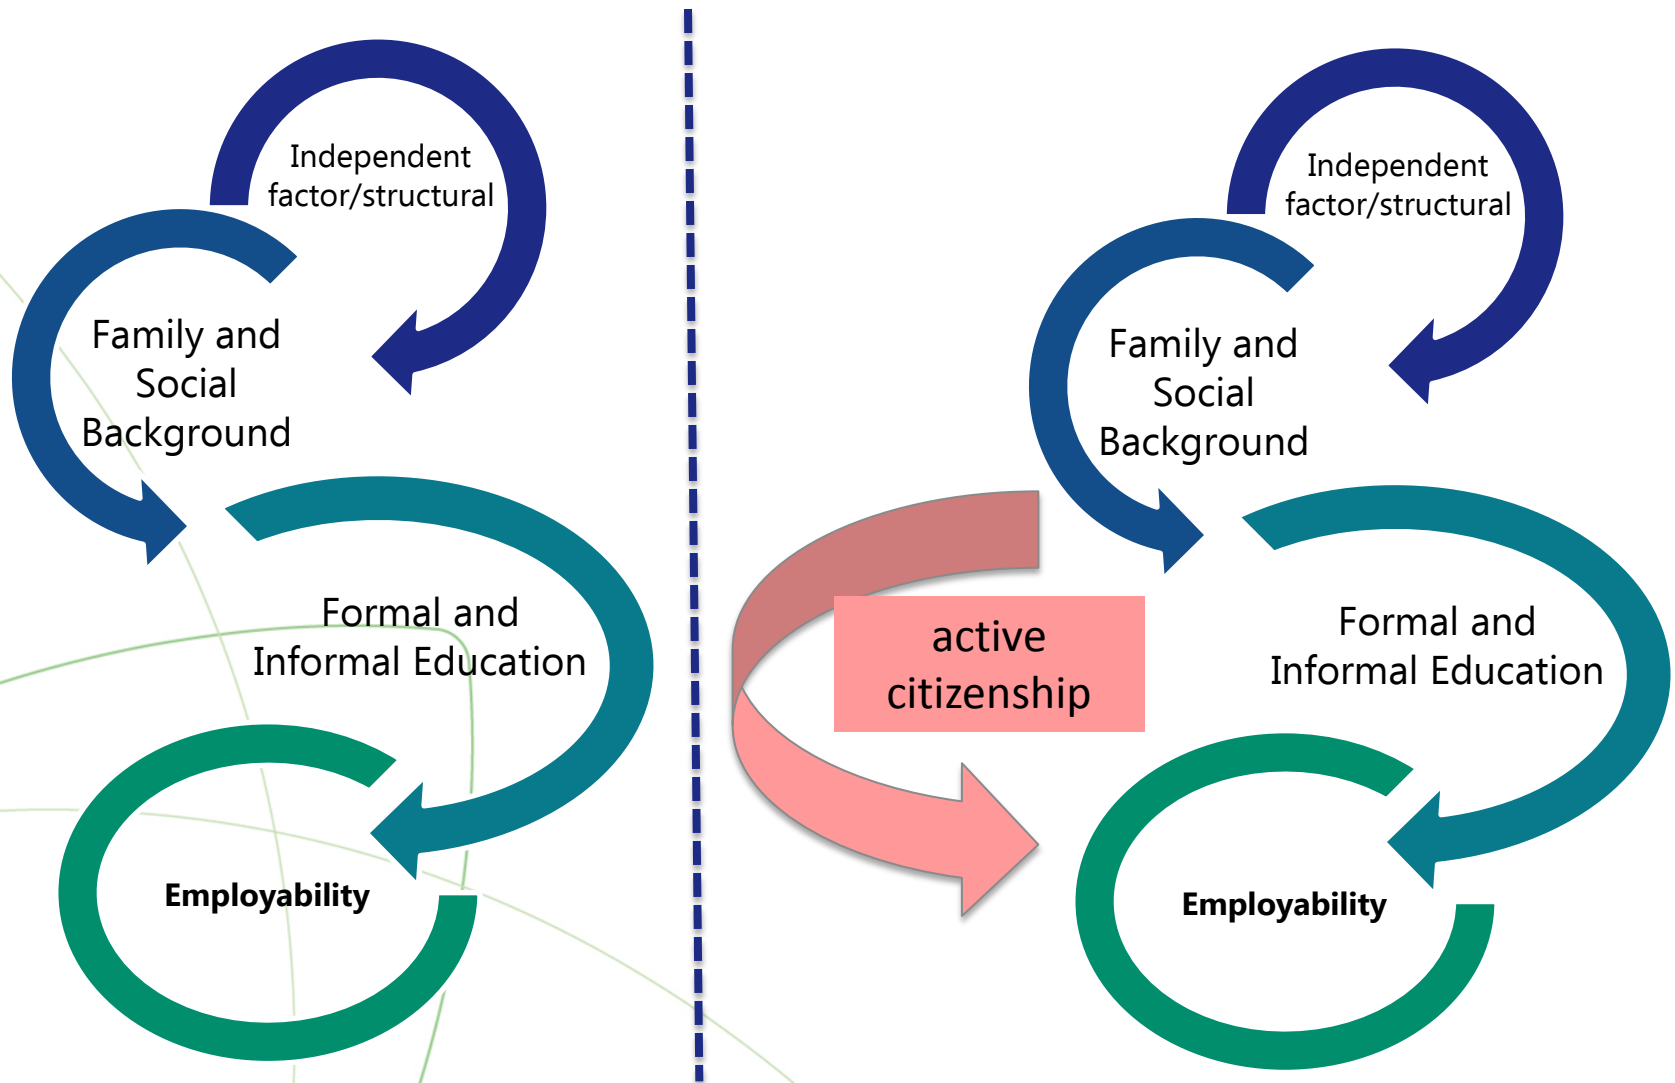 Independent
factor/structural
Family and
Social
Background
Formal and
Informal Education
Employability
Independent
factor/structural
Family and
Social
Background
active
citizenship
Formal and
Informal Education
Employability